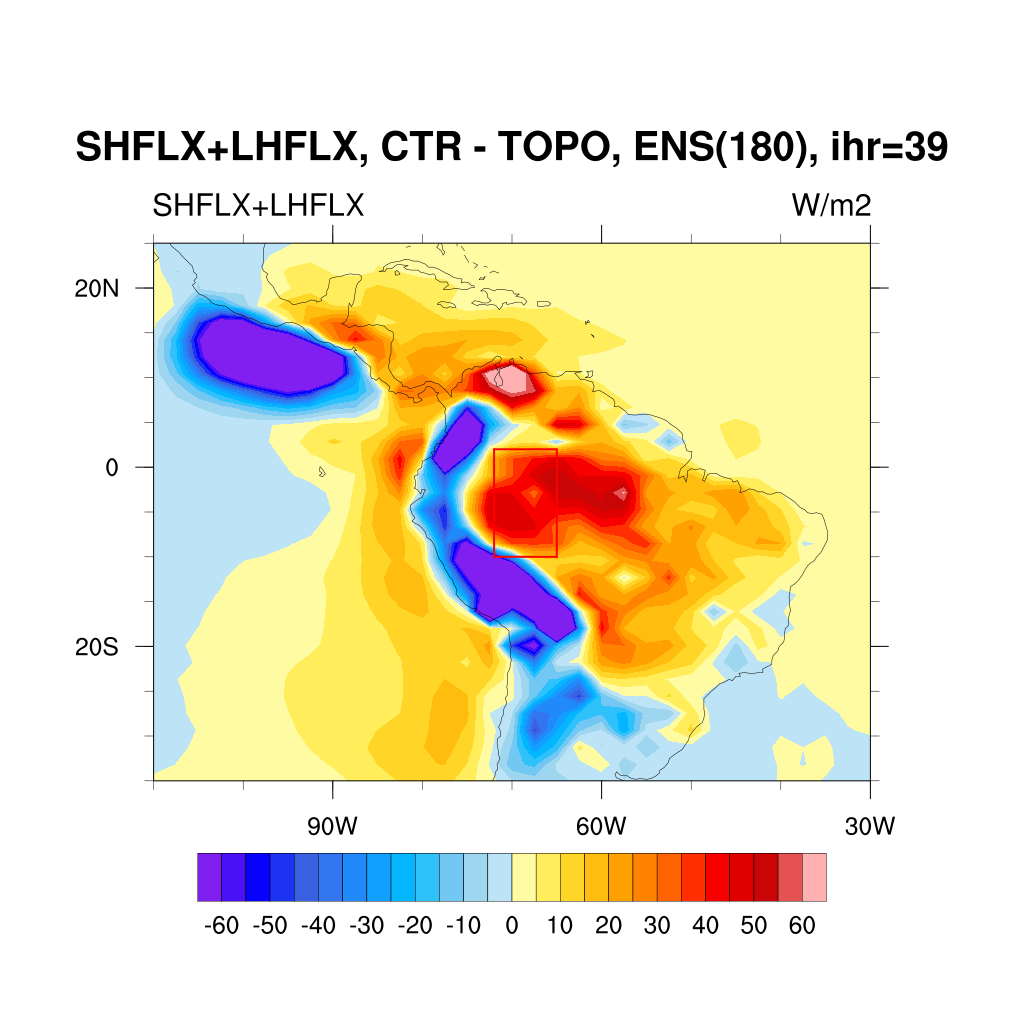 SHFLX+LHFLX, CTR - TOPO, ENS(180), ihr=39
SHFLX+LHFLX W/m2
20N
0
20S
90W 60W 30W
-60 -50 -40 -30 -20 -10 0 10 20 30 40 50 60